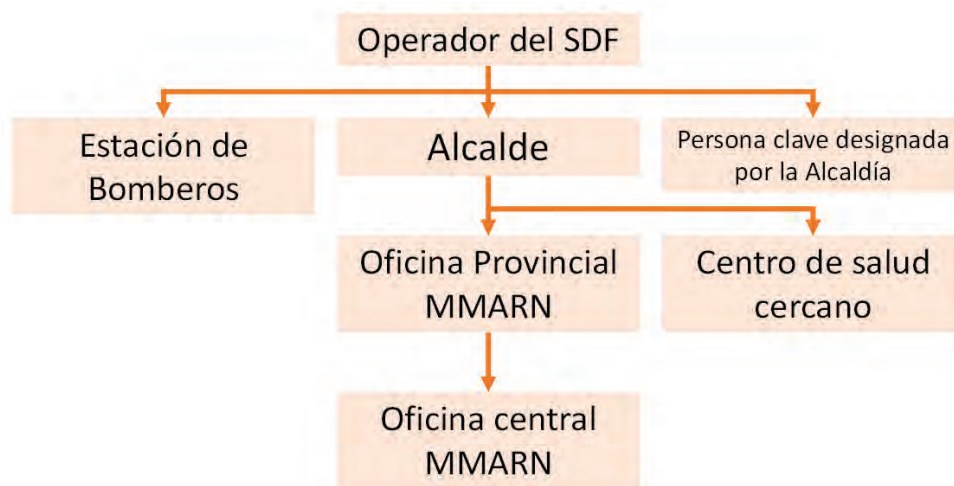 Operador del SDF
Estación de
Bomberos
Alcalde
Persona clave designada
por la Alcaldía
Oficina Provincial
MMARN
Centro de salud
cercano
Oficina central
MMARN